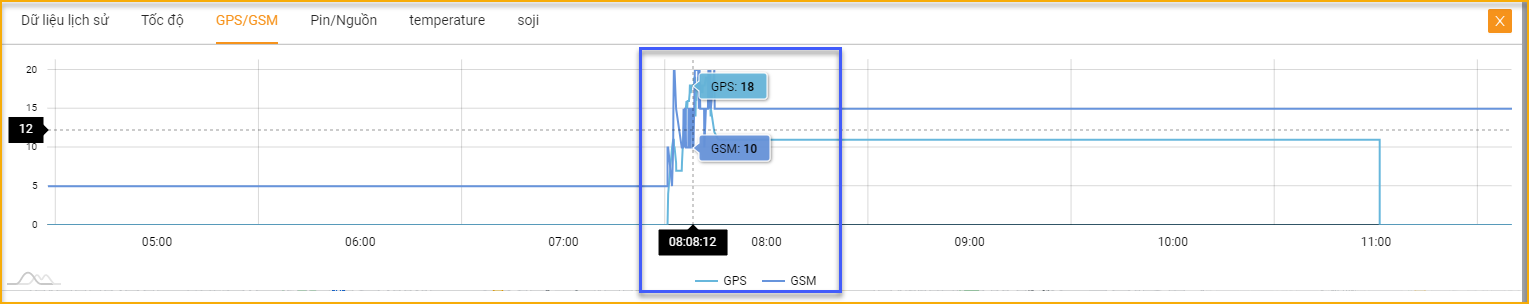 Dữ liệu lịch sử Tốc độ GPS/GSM Pin/Nguồn temperature soji X
20
GPS: 18
15
12
10
GSM: 10
5
0
05:00 06:00 07:00 08:08:12 08:00 09:00 10:00 11:00
GPS GSM